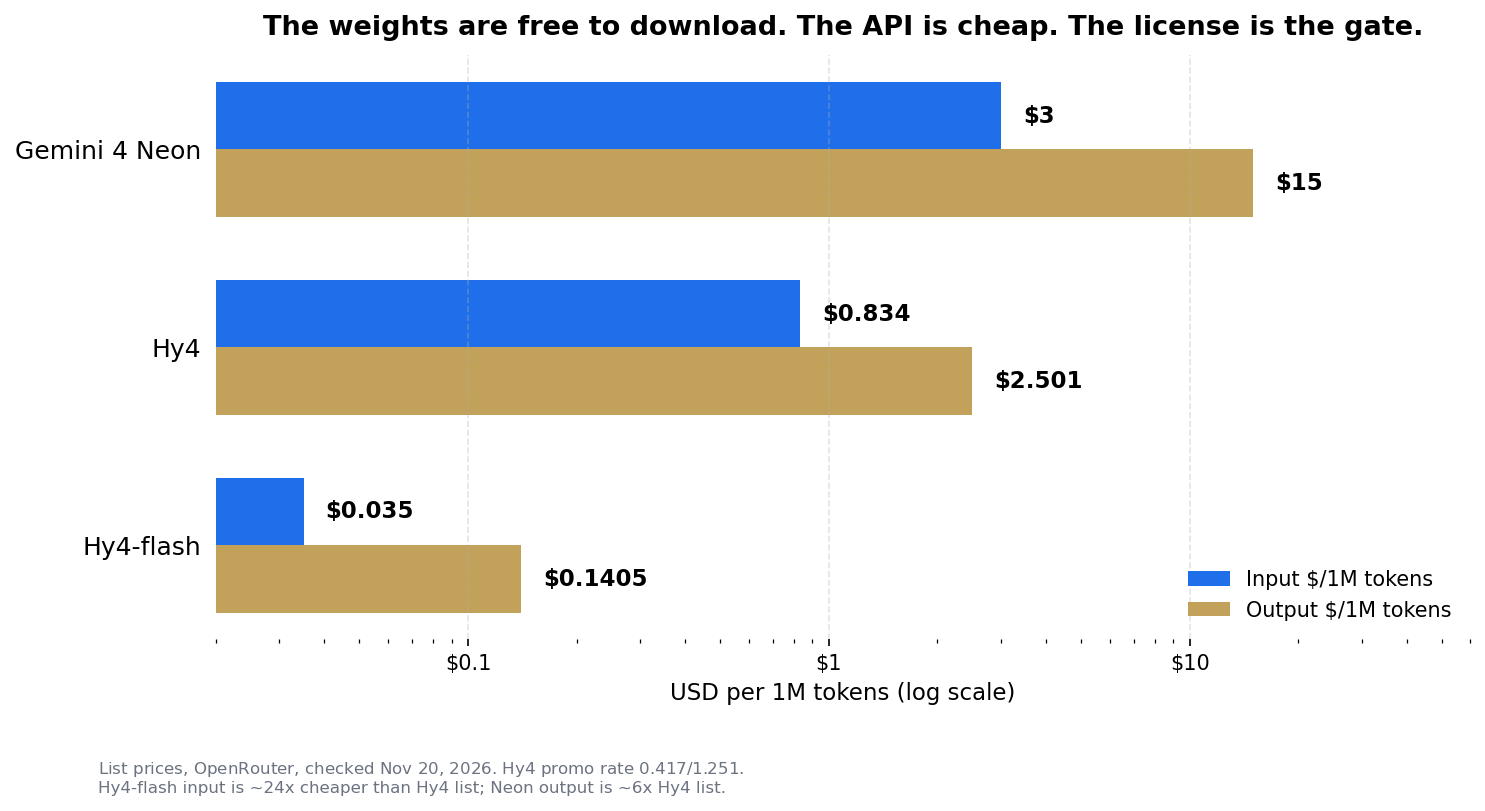 The weights are free to download. The API is cheap. The license is the gate.
Gemini 4 Neon
$3
$15
Hy4
$0.834
$2.501
Hy4-flash
$0.035
$0.1405
Input $/1M tokens
Output $/1M tokens
$0.1
$1
$10
USD per 1M tokens (log scale)
List prices, OpenRouter, checked Nov 20, 2026. Hy4 promo rate 0.417/1.251.
Hy4-flash input is ~24x cheaper than Hy4 list; Neon output is ~6x Hy4 list.